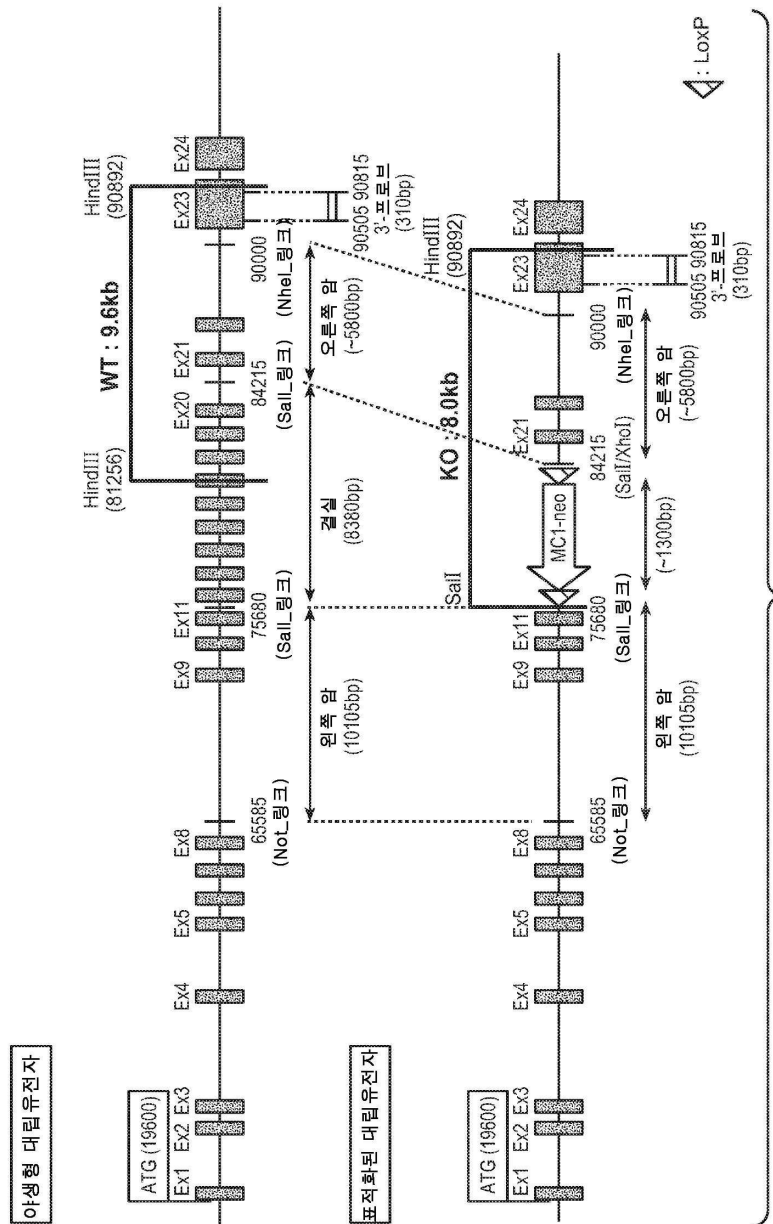 야생형 대립유전자
ATG (19600)
Ex1
Ex2
Ex3
Ex4
Ex5
Ex8
Ex9
Ex11
Ex20
Ex21
Ex23
Ex24
HindIII
(81256)
WT : 9.6kb
HindIII
(90892)
65585
(Not_링크)
왼쪽 암
(10105bp)
75680
(SalI_링크)
결실
(8380bp)
84215
(SalI_링크)
오른쪽 암
(~5800bp)
90000
(NheI_링크)
90505 90815
3'-프로브
(310bp)
표적화된 대립유전자
ATG (19600)
Ex1
Ex2
Ex3
Ex4
Ex5
Ex8
Ex9
Ex11
SalI
KO : 8.0kb
HindIII
(90892)
MC1-neo
Ex21
Ex23
Ex24
65585
(Not_링크)
왼쪽 암
(10105bp)
75680
(SalI_링크)
(~1300bp)
84215
(SalI/XhoI)
오른쪽 암
(~5800bp)
90000
(NheI_링크)
90505 90815
3'-프로브
(310bp)
: LoxP